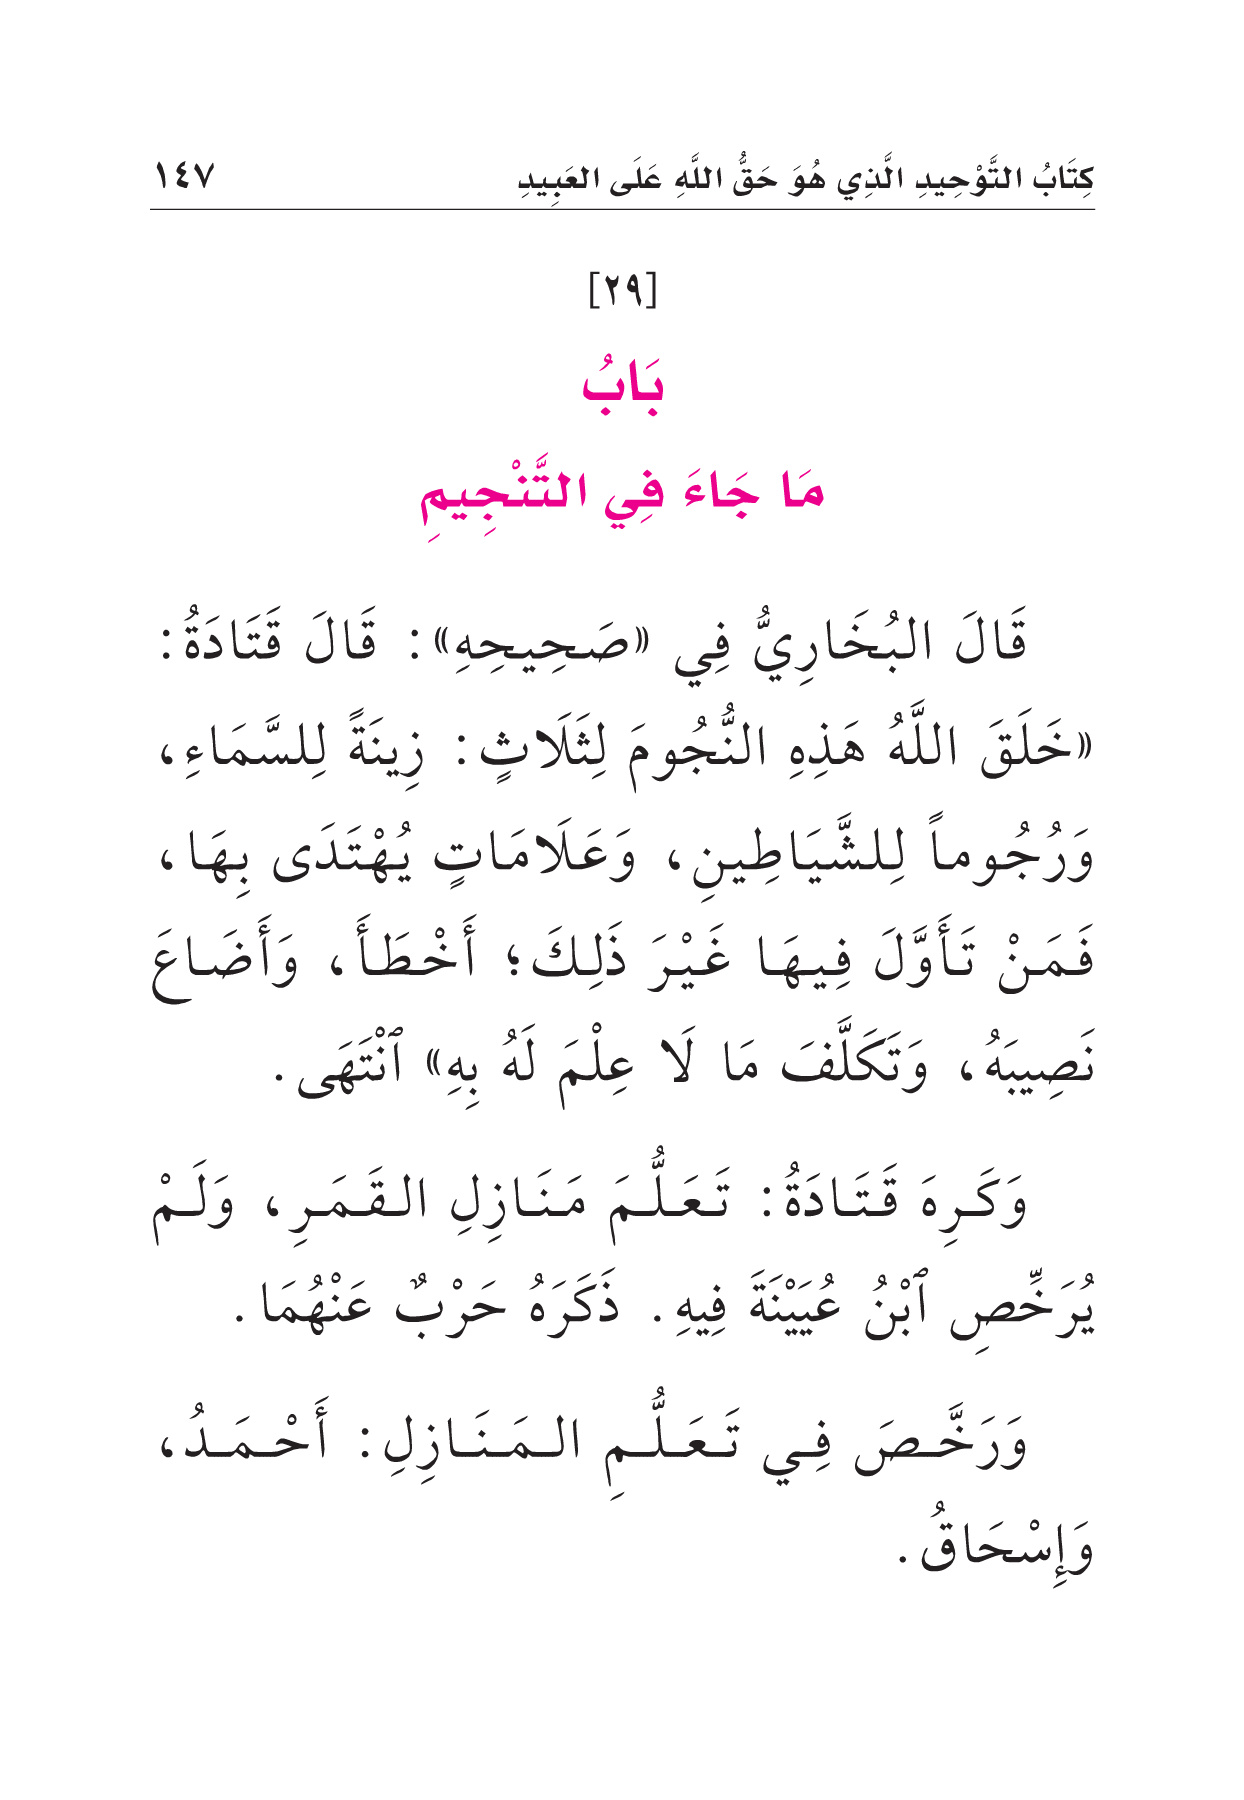 كِتَابُ التَّوْحِيدِ الَّذِي هُوَ حَقُّ اللَّهِ عَلَى العَبِيدِ ١٤٧
[٢٩]
بَابُ
مَا جَاءَ فِي التَّنْجِيمِ
قَالَ البُخَارِيُّ فِي «صَحِيحِهِ»: قَالَ قَتَادَةُ:
«خَلَقَ اللَّهُ هَذِهِ النُّجُومَ لِثَلَاثٍ: زِينَةً لِلسَّمَاءِ،
وَرُجُوماً لِلشَّيَاطِينِ، وَعَلَامَاتٍ يُهْتَدَى بِهَا،
فَمَنْ تَأَوَّلَ فِيهَا غَيْرَ ذَلِكَ؛ أَخْطَأَ، وَأَضَاعَ
نَصِيبَهُ، وَتَكَلَّفَ مَا لَا عِلْمَ لَهُ بِهِ» ٱنْتَهَى.
وَكَرِهَ قَتَادَةُ: تَعَلُّمَ مَنَازِلِ القَمَرِ، وَلَمْ
يُرَخِّصِ ٱبْنُ عُيَيْنَةَ فِيهِ. ذَكَرَهُ حَرْبٌ عَنْهُمَا.
وَرَخَّصَ فِي تَعَلُّمِ المَنَازِلِ: أَحْمَدُ،
وَإِسْحَاقُ.